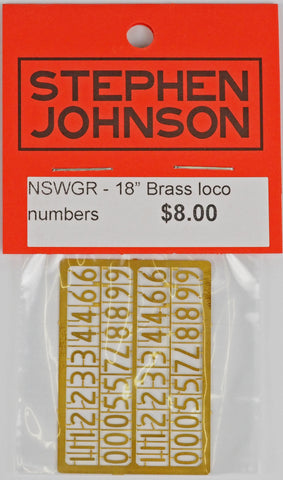 STEPHEN
JOHNSON
NSWGR - 18” Brass loco
numbers $8.00